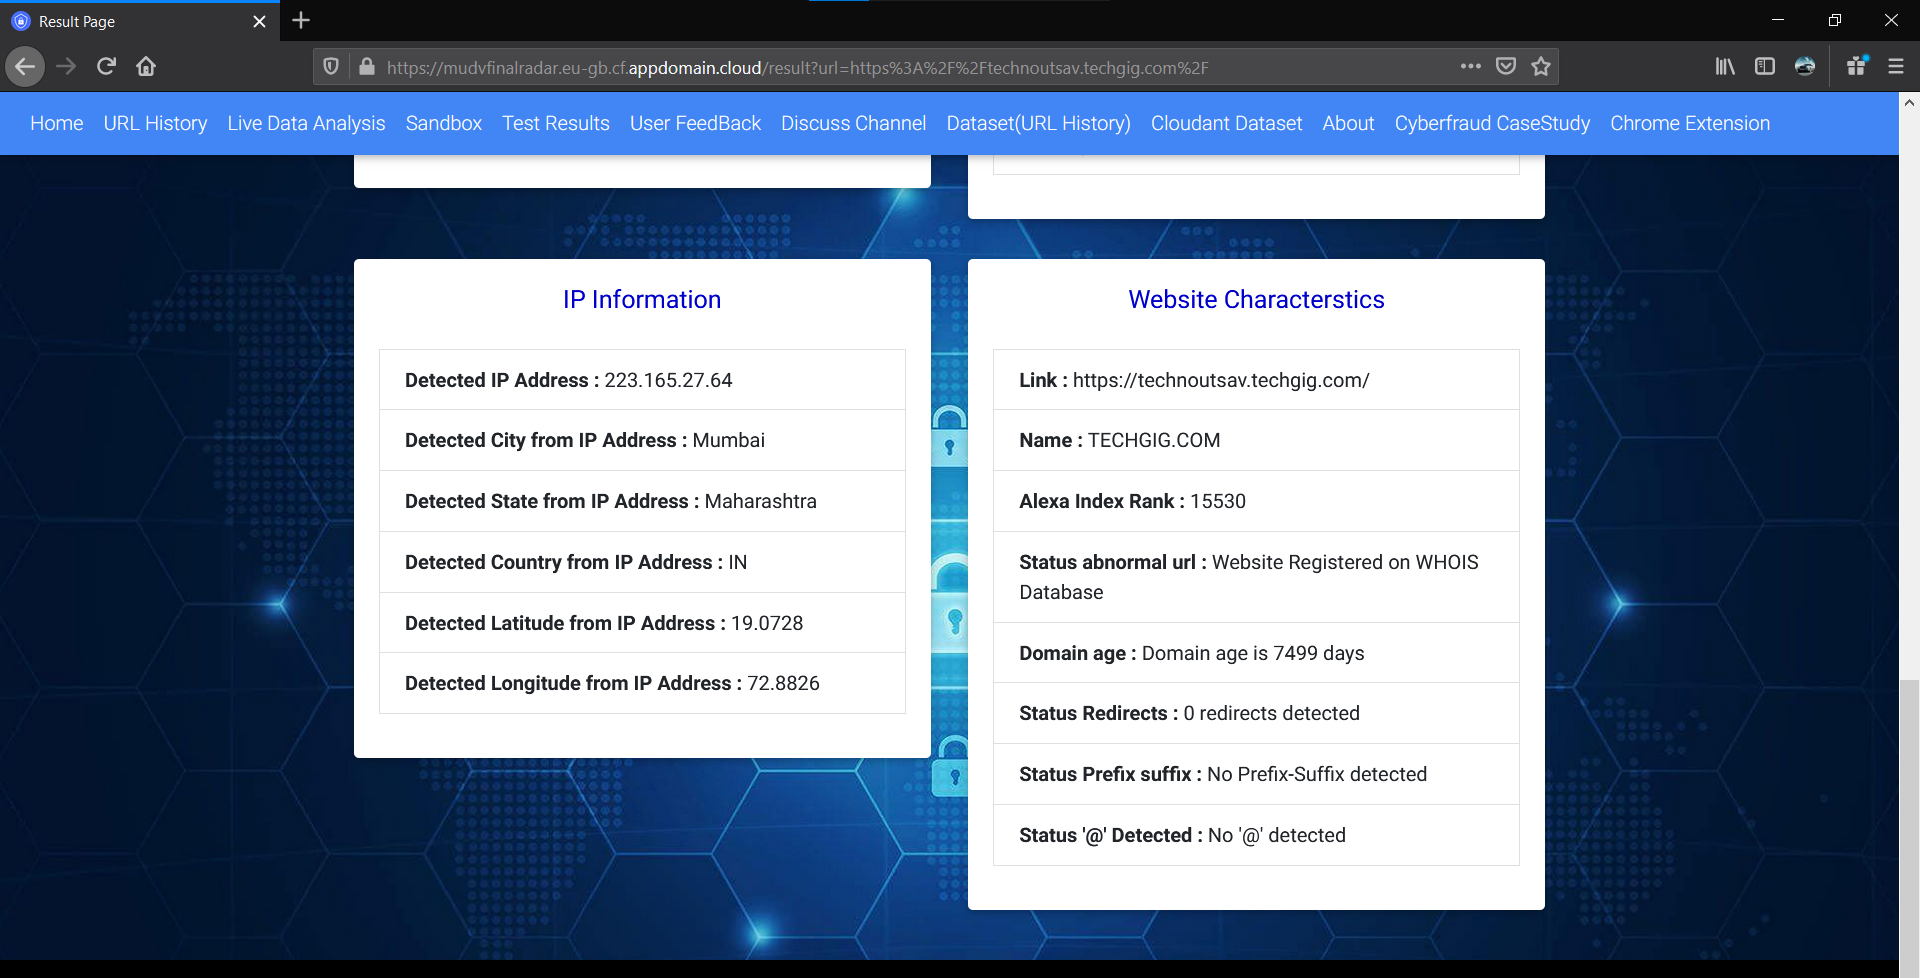 Result Page
https://mudvfinalradar.eu-gb.cf.appdomain.cloud/result?url=https%3A%2F%2Ftechnoutsav.techgig.com%2F
Home URL History Live Data Analysis Sandbox Test Results User FeedBack Discuss Channel Dataset(URL History) Cloudant Dataset About Cyberfraud CaseStudy Chrome Extension
IP Information
Detected IP Address : 223.165.27.64
Detected City from IP Address : Mumbai
Detected State from IP Address : Maharashtra
Detected Country from IP Address : IN
Detected Latitude from IP Address : 19.0728
Detected Longitude from IP Address : 72.8826
Website Characterstics
Link : https://technoutsav.techgig.com/
Name : TECHGIG.COM
Alexa Index Rank : 15530
Status abnormal url : Website Registered on WHOIS
Database
Domain age : Domain age is 7499 days
Status Redirects : 0 redirects detected
Status Prefix suffix : No Prefix-Suffix detected
Status '@' Detected : No '@' detected